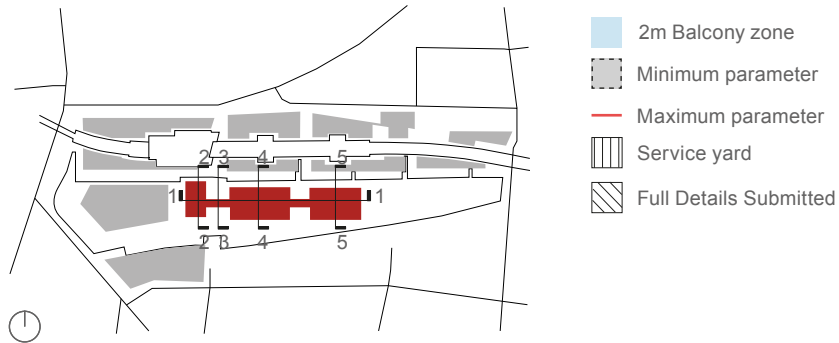 2m Balcony zone
Minimum parameter
Maximum parameter
Service yard
Full Details Submitted
2 3 4 5
1 1
2 3 4 5